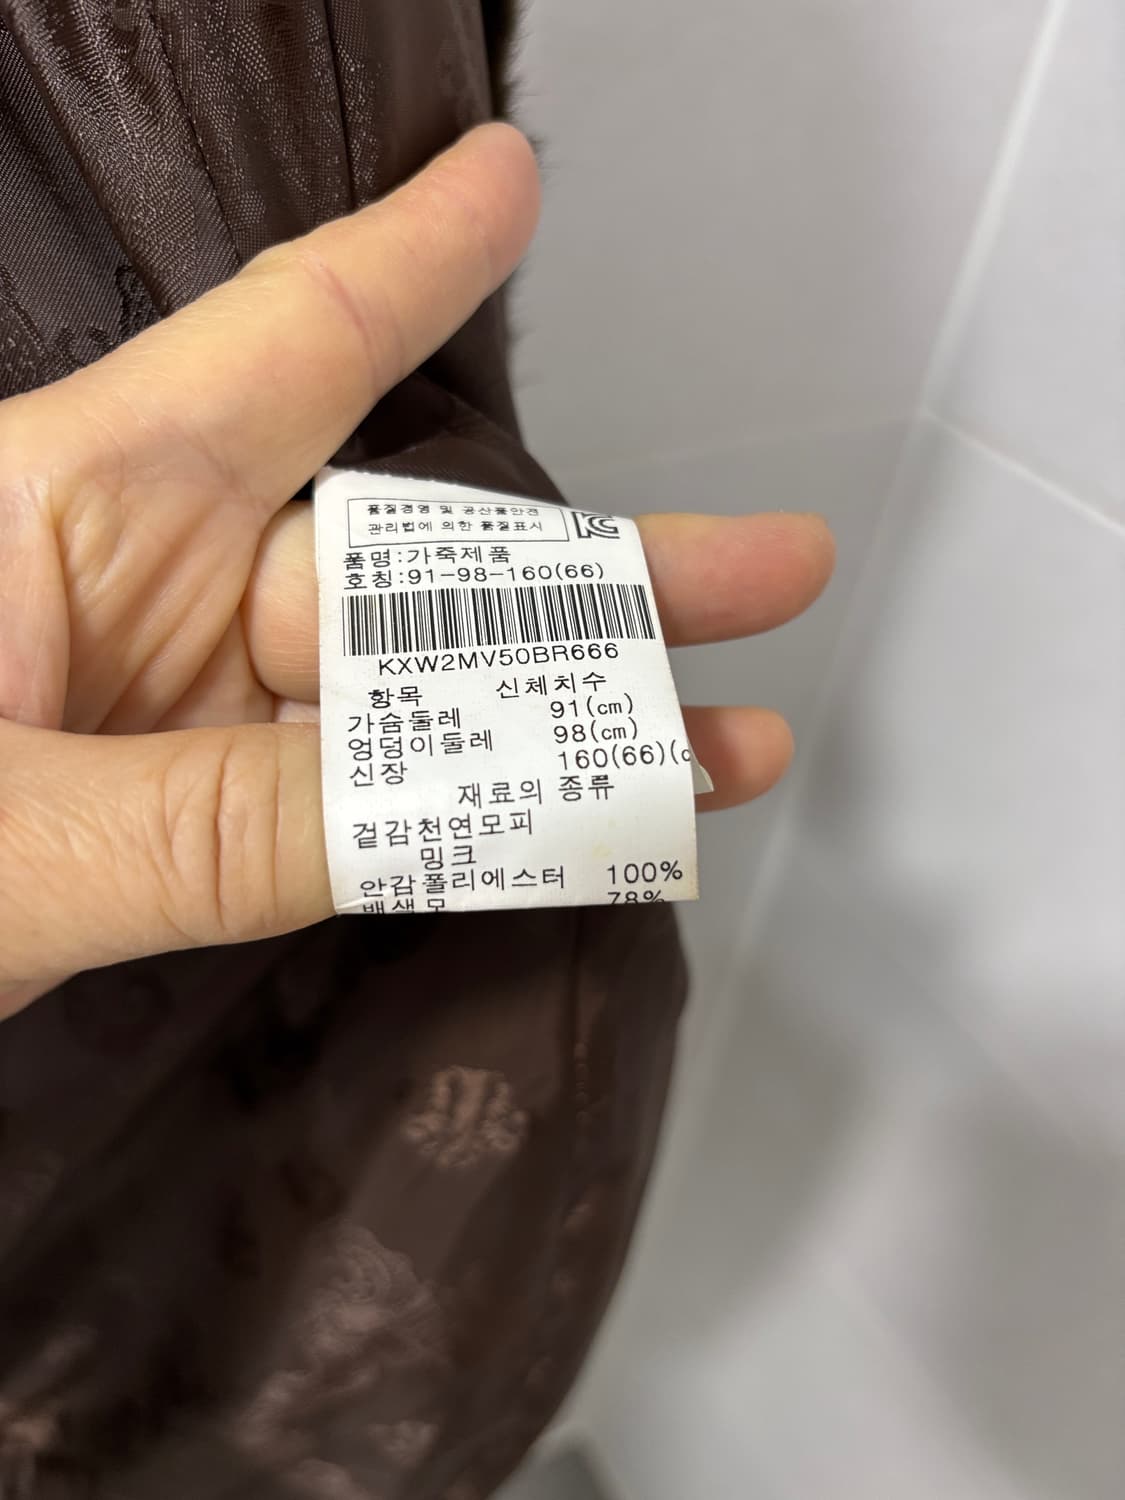 품질경영 및 공산품안전
관리법에 의한 품질표시
KC
품명:가죽제품
호칭:91-98-160(66)
KXW2MV50BR666
항목 신체치수
가슴둘레 91(cm)
엉덩이둘레 98(cm)
신장 160(66)(c
재료의 종류
겉감천연모피
밍크
안감폴리에스터 100%
배색모 78%